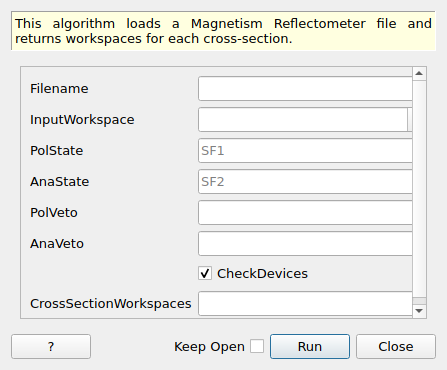 This algorithm loads a Magnetism Reflectometer file and
returns workspaces for each cross-section.
Filename
InputWorkspace
PolState SF1
AnaState SF2
PolVeto
AnaVeto
CheckDevices
CrossSectionWorkspaces
? Keep Open Run Close